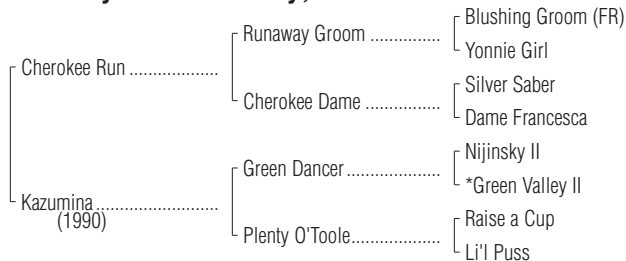 Blushing Groom (FR)
Runaway Groom ................
Yonnie Girl
Cherokee Run ...................
Silver Saber
Cherokee Dame .................
Dame Francesca
Nijinsky II
Green Dancer.....................
*Green Valley II
Kazumina ..........................
(1990)
Raise a Cup
Plenty O'Toole....................
Li'l Puss